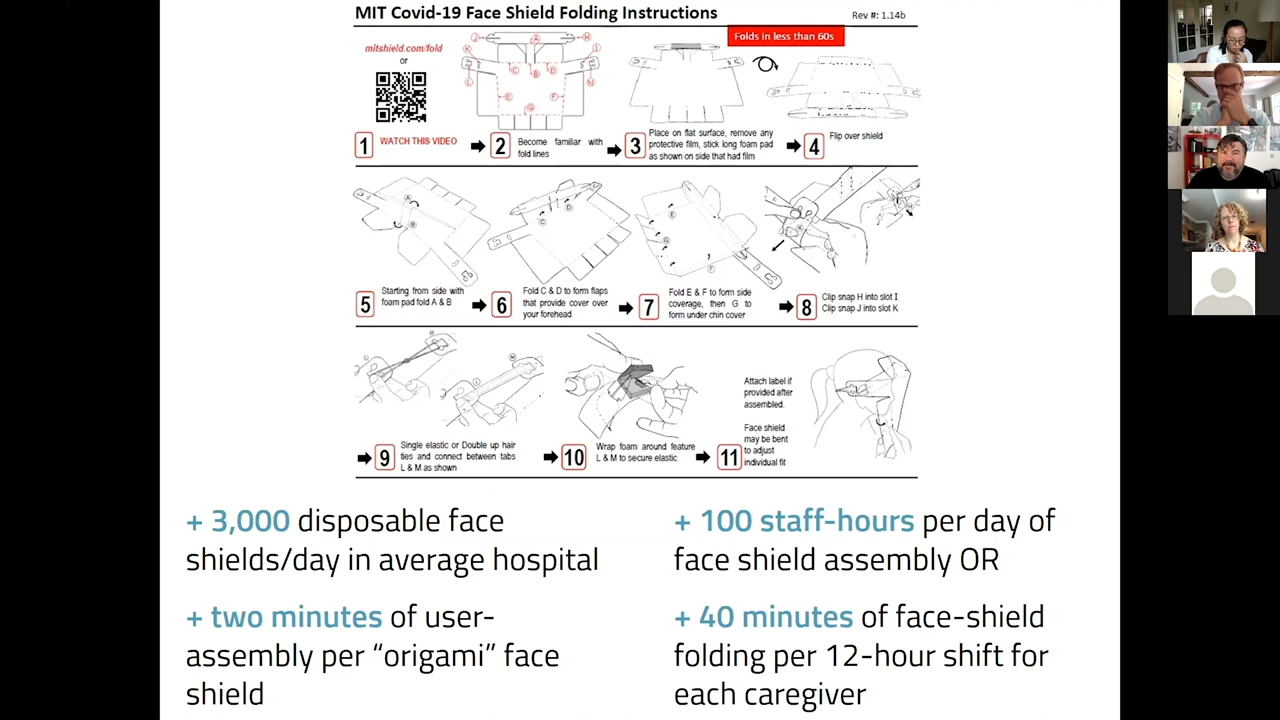 MIT Covid-19 Face Shield Folding Instructions
Rev #: 1.14b
Folds in less than 60s
mitshield.com/fold
or
1 WATCH THIS VIDEO
2 Become familiar with
fold lines
3 Place on flat surface, remove any
protective film, stick long foam pad
as shown on side that had film
4 Flip over shield
5 Starting from side with
foam pad fold A & B
6 Fold C & D to form flaps
that provide cover over
your forehead
7 Fold E & F to form side
coverage, then G to
form under chin cover
8 Clip snap H into slot I
Clip snap J into slot K
9 Single elastic or Double up hair
ties and connect between tabs
L & M as shown
10 Wrap foam around feature
L & M to secure elastic
11 Attach label if
provided after
assembled.
Face shield
may be bent
to adjust
individual fit
+ 3,000 disposable face
shields/day in average hospital
+ two minutes of user-
assembly per “origami” face
shield
+ 100 staff-hours per day of
face shield assembly OR
+ 40 minutes of face-shield
folding per 12-hour shift for
each caregiver